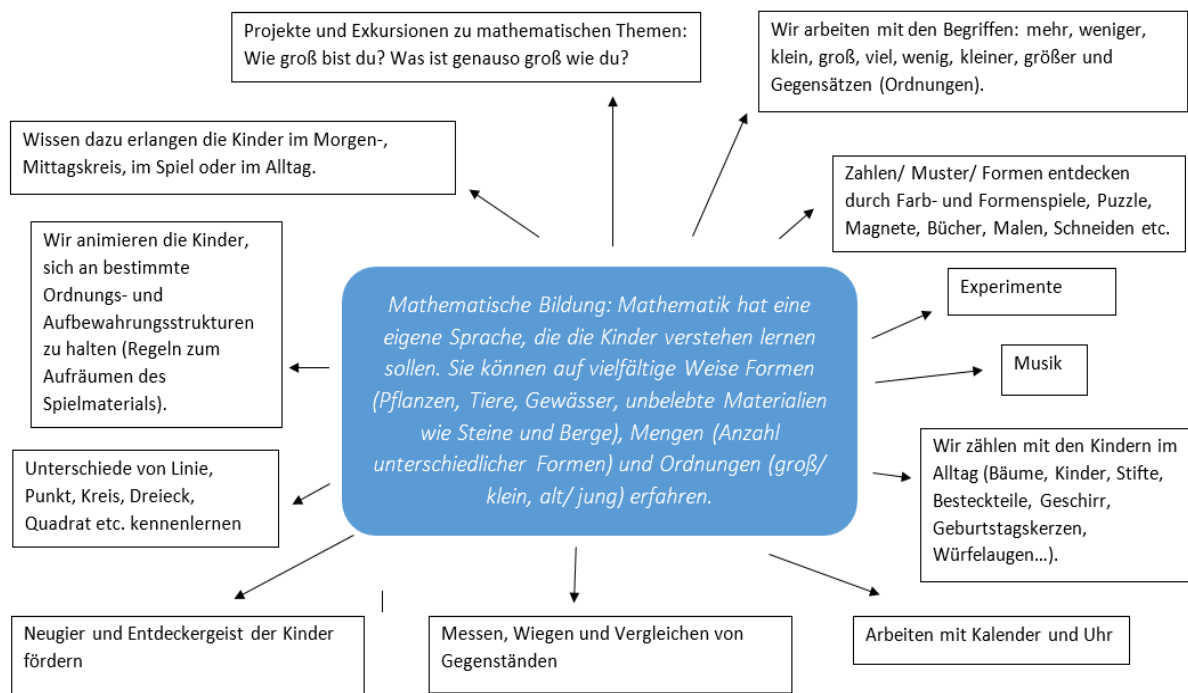 Projekte und Exkursionen zu mathematischen Themen:
Wie groß bist du? Was ist genauso groß wie du?
Wir arbeiten mit den Begriffen: mehr, weniger,
klein, groß, viel, wenig, kleiner, größer und
Gegensätzen (Ordnungen).
Wissen dazu erlangen die Kinder im Morgen-,
Mittagskreis, im Spiel oder im Alltag.
Zahlen/ Muster/ Formen entdecken
durch Farb- und Formenspiele, Puzzle,
Magnete, Bücher, Malen, Schneiden etc.
Wir animieren die Kinder,
sich an bestimmte
Ordnungs- und
Aufbewahrungsstrukturen
zu halten (Regeln zum
Aufräumen des
Spielmaterials).
Mathematische Bildung: Mathematik hat eine
eigene Sprache, die die Kinder verstehen lernen
sollen. Sie können auf vielfältige Weise Formen
(Pflanzen, Tiere, Gewässer, unbelebte Materialien
wie Steine und Berge), Mengen (Anzahl
unterschiedlicher Formen) und Ordnungen (groß/
klein, alt/ jung) erfahren.
Experimente
Musik
Unterschiede von Linie,
Punkt, Kreis, Dreieck,
Quadrat etc. kennenlernen
Wir zählen mit den Kindern im
Alltag (Bäume, Kinder, Stifte,
Besteckteile, Geschirr,
Geburtstagskerzen,
Würfelaugen…).
Neugier und Entdeckergeist der Kinder
fördern
Messen, Wiegen und Vergleichen von
Gegenständen
Arbeiten mit Kalender und Uhr